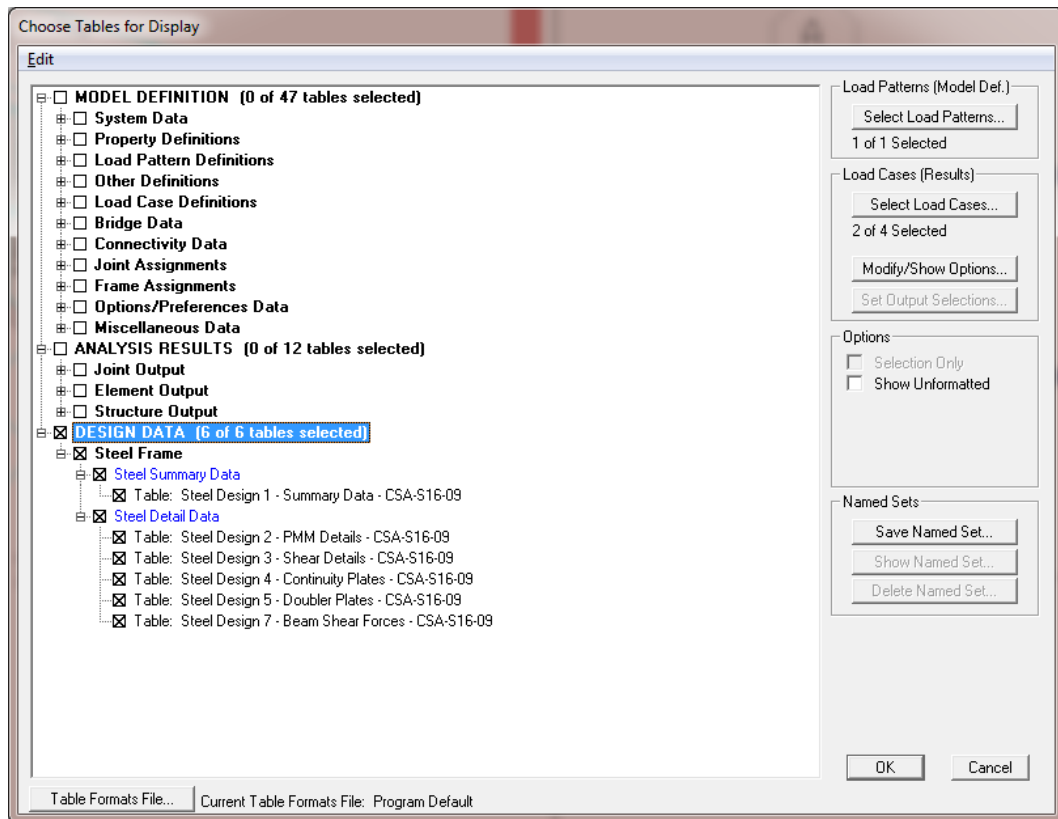 Choose Tables for Display
Edit
MODEL DEFINITION (0 of 47 tables selected)
System Data
Property Definitions
Load Pattern Definitions
Other Definitions
Load Case Definitions
Bridge Data
Connectivity Data
Joint Assignments
Frame Assignments
Options/Preferences Data
Miscellaneous Data
ANALYSIS RESULTS (0 of 12 tables selected)
Joint Output
Element Output
Structure Output
DESIGN DATA (6 of 6 tables selected)
Steel Frame
Steel Summary Data
Table: Steel Design 1 - Summary Data - CSA-S16-09
Steel Detail Data
Table: Steel Design 2 - PMM Details - CSA-S16-09
Table: Steel Design 3 - Shear Details - CSA-S16-09
Table: Steel Design 4 - Continuity Plates - CSA-S16-09
Table: Steel Design 5 - Doubler Plates - CSA-S16-09
Table: Steel Design 7 - Beam Shear Forces - CSA-S16-09
Load Patterns (Model Def.)
Select Load Patterns...
1 of 1 Selected
Load Cases (Results)
Select Load Cases...
2 of 4 Selected
Modify/Show Options...
Set Output Selections...
Options
Selection Only
Show Unformatted
Named Sets
Save Named Set...
Show Named Set...
Delete Named Set...
OK Cancel
Table Formats File... Current Table Formats File: Program Default